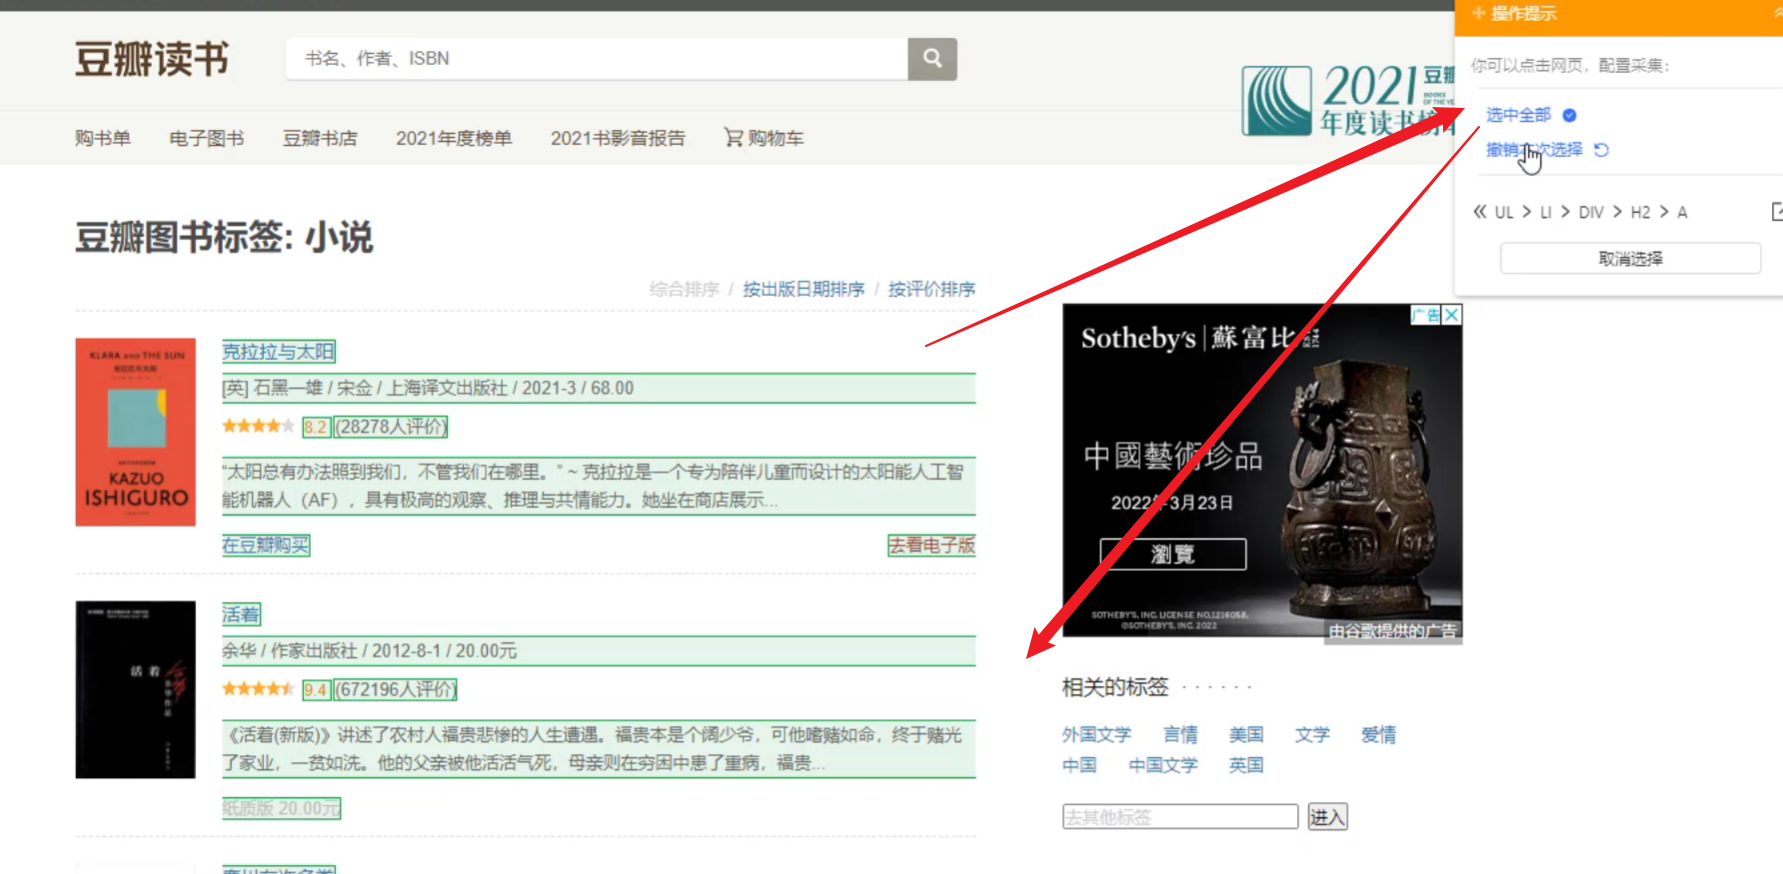 操作提示
豆瓣读书
书名、作者、ISBN
你可以点击网页，配置采集:
2021 豆瓣
年度读书榜
选中全部
购书单 电子图书 豆瓣书店 2021年度榜单 2021书影音报告 购物车
撤销本次选择
UL > LI > DIV > H2 > A
豆瓣图书标签: 小说
取消选择
综合排序 / 按出版日期排序 / 按评价排序
广告
Sotheby's 蘇富比 EST 1744
KLARA AND THE SUN
克拉拉与太阳
[英] 石黑一雄 / 宋佥 / 上海译文出版社 / 2021-3 / 68.00
8.2 (28278人评价)
“太阳总有办法照到我们，不管我们在哪里。” ~ 克拉拉是一个专为陪伴儿童而设计的太阳能人工智
能机器人（AF），具有极高的观察、推理与共情能力。她坐在商店展示...
KAZUO
ISHIGURO
在豆瓣购买 去看电子版
中國藝術珍品
2022年3月23日
瀏覽
SOTHEBY'S, INC. LICENSE NO.1216058.
©SOTHEBY'S, INC. 2022
由谷歌提供的广告
活着
活着
余华 / 作家出版社 / 2012-8-1 / 20.00元
9.4 (672196人评价)
《活着(新版)》讲述了农村人福贵悲惨的人生遭遇。福贵本是个阔少爷，可他嗜赌如命，终于赌光
了家业，一贫如洗。他的父亲被他活活气死，母亲则在穷困中患了重病，福贵...
纸质版 20.00元
相关的标签 · · · · · ·
外国文学 言情 美国 文学 爱情
中国 中国文学 英国
去其他标签 进入